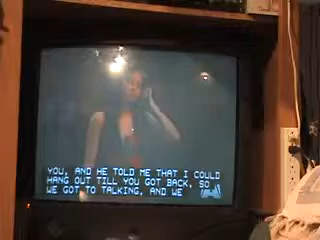 YOU, AND HE TOLD ME THAT I COULD
HANG OUT TILL YOU GOT BACK, SO
WE GOT TO TALKING, AND WE